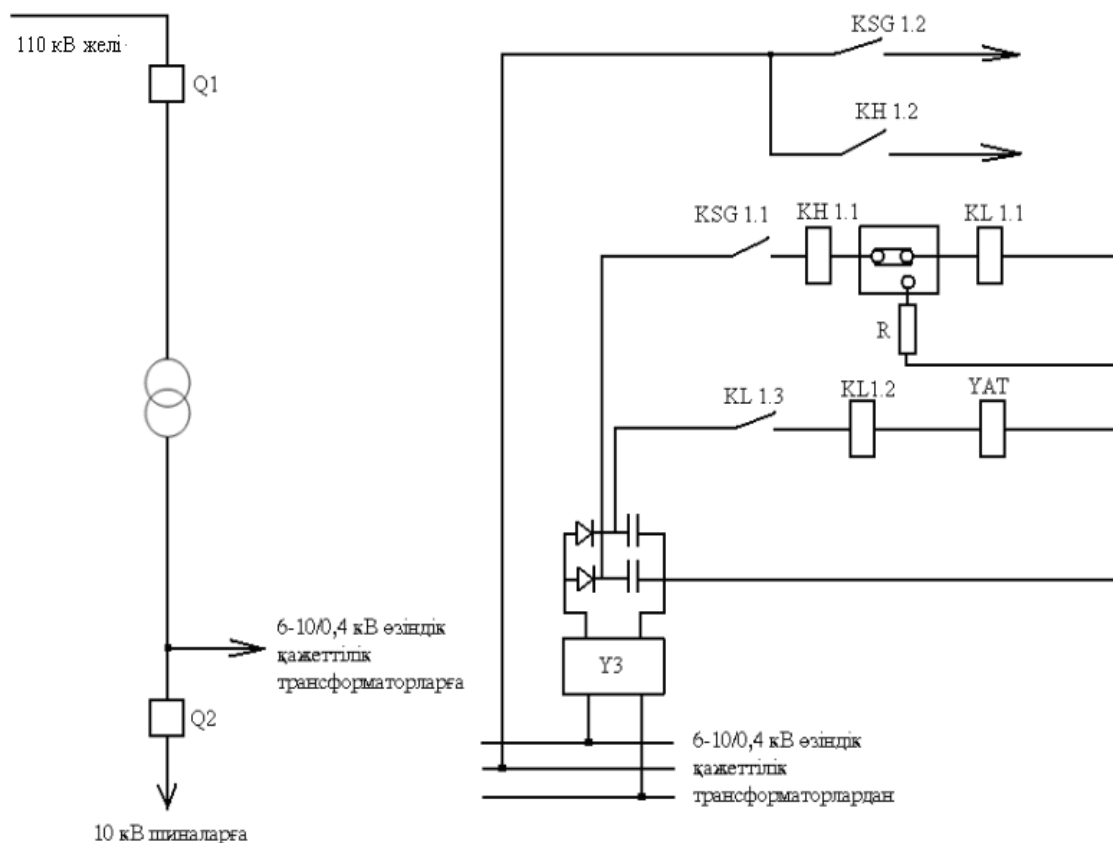 110 кВ желі
Q1
6-10/0,4 кВ өзіндік
қажеттілік
трансформаторларға
Q2
10 кВ шиналарға
KSG 1.2
KH 1.2
KSG 1.1
KH 1.1
KL 1.1
R
KL 1.3
KL1.2
YAT
УЗ
6-10/0,4 кВ өзіндік
қажеттілік
трансформаторлардан